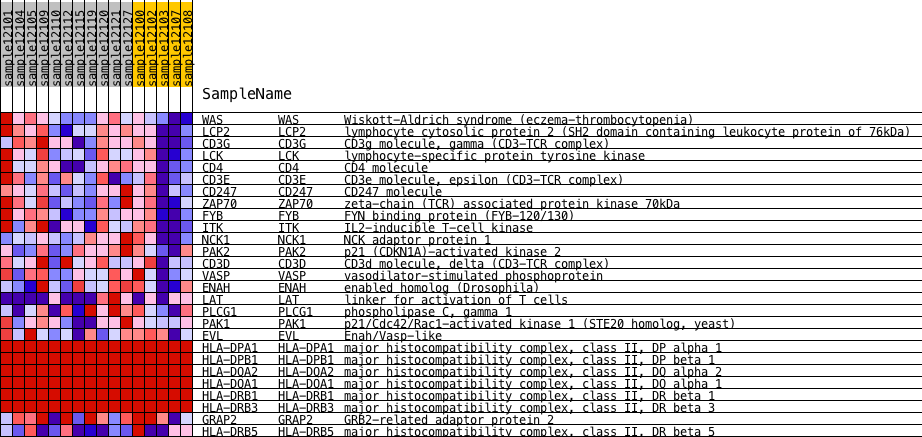 sample12101
sample12104
sample12105
sample12109
sample12110
sample12112
sample12115
sample12119
sample12120
sample12121
sample12127
sample12100
sample12102
sample12103
sample12107
sample12108
SampleName
WAS WAS Wiskott-Aldrich syndrome (eczema-thrombocytopenia)
LCP2 LCP2 lymphocyte cytosolic protein 2 (SH2 domain containing leukocyte protein of 76kDa)
CD3G CD3G CD3g molecule, gamma (CD3-TCR complex)
LCK LCK lymphocyte-specific protein tyrosine kinase
CD4 CD4 CD4 molecule
CD3E CD3E CD3e molecule, epsilon (CD3-TCR complex)
CD247 CD247 CD247 molecule
ZAP70 ZAP70 zeta-chain (TCR) associated protein kinase 70kDa
FYB FYB FYN binding protein (FYB-120/130)
ITK ITK IL2-inducible T-cell kinase
NCK1 NCK1 NCK adaptor protein 1
PAK2 PAK2 p21 (CDKN1A)-activated kinase 2
CD3D CD3D CD3d molecule, delta (CD3-TCR complex)
VASP VASP vasodilator-stimulated phosphoprotein
ENAH ENAH enabled homolog (Drosophila)
LAT LAT linker for activation of T cells
PLCG1 PLCG1 phospholipase C, gamma 1
PAK1 PAK1 p21/Cdc42/Rac1-activated kinase 1 (STE20 homolog, yeast)
EVL EVL Enah/Vasp-like
HLA-DPA1 HLA-DPA1 major histocompatibility complex, class II, DP alpha 1
HLA-DPB1 HLA-DPB1 major histocompatibility complex, class II, DP beta 1
HLA-DQA2 HLA-DQA2 major histocompatibility complex, class II, DQ alpha 2
HLA-DQA1 HLA-DQA1 major histocompatibility complex, class II, DQ alpha 1
HLA-DRB1 HLA-DRB1 major histocompatibility complex, class II, DR beta 1
HLA-DRB3 HLA-DRB3 major histocompatibility complex, class II, DR beta 3
GRAP2 GRAP2 GRB2-related adaptor protein 2
HLA-DRB5 HLA-DRB5 major histocompatibility complex, class II, DR beta 5